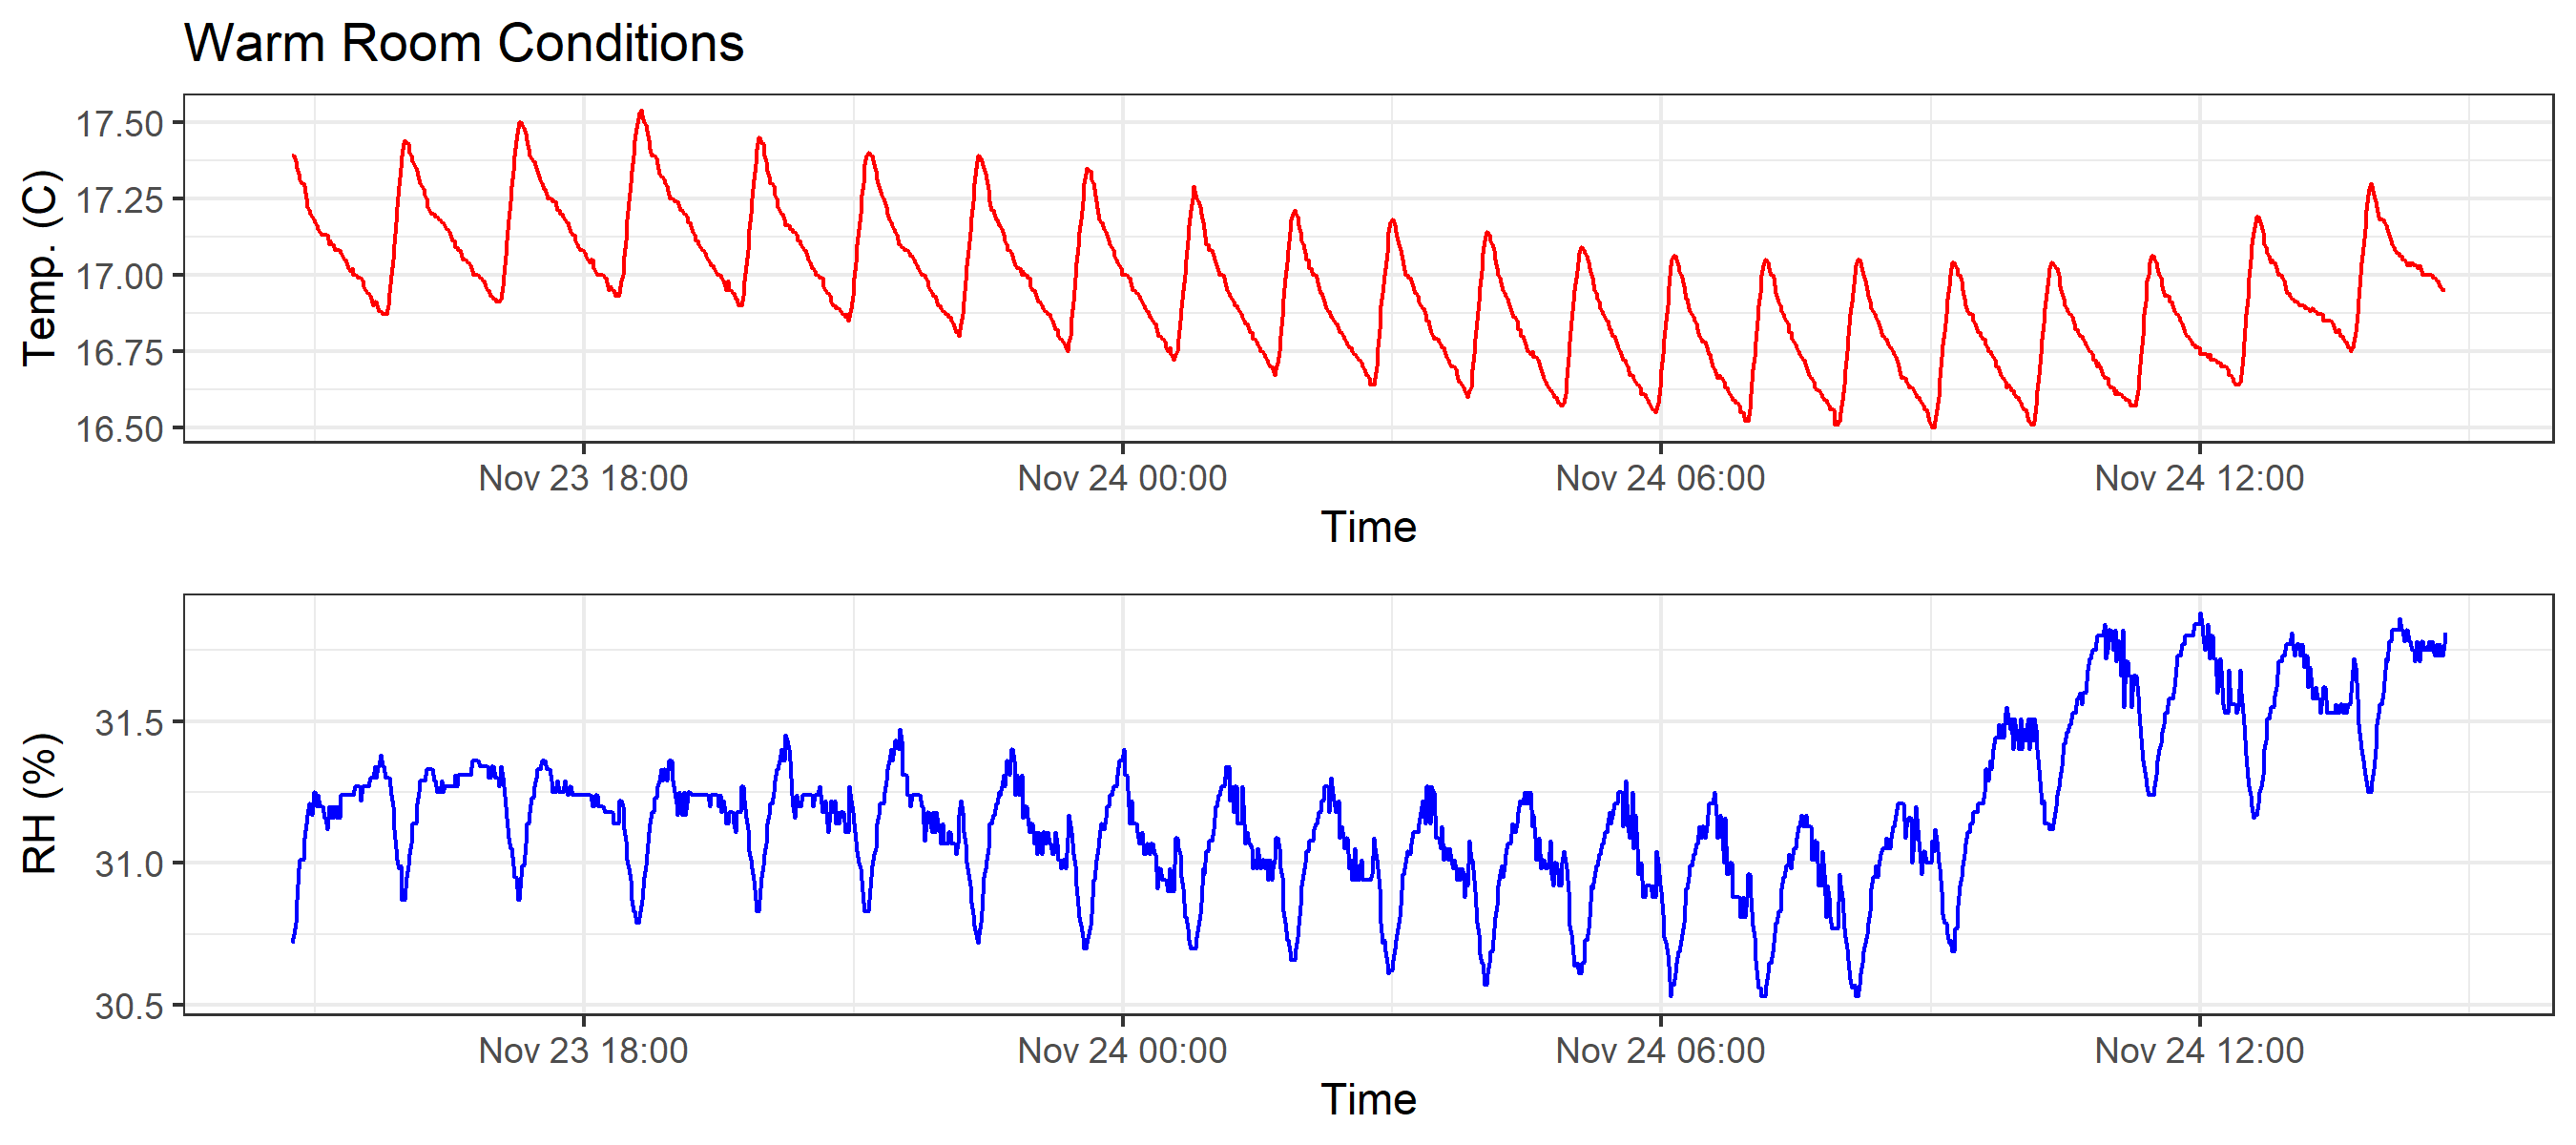 Warm Room Conditions
Temp. (C)
17.50
17.25
17.00
16.75
16.50
Nov 23 18:00 Nov 24 00:00 Nov 24 06:00 Nov 24 12:00
Time
RH (%)
31.5
31.0
30.5
Nov 23 18:00 Nov 24 00:00 Nov 24 06:00 Nov 24 12:00
Time